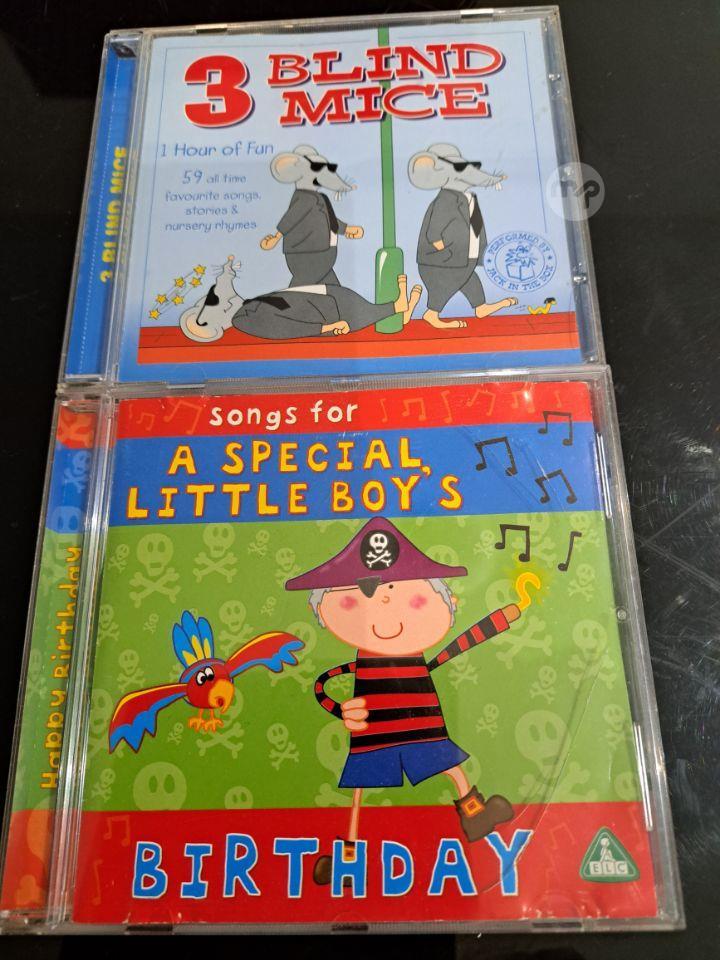 3 BLIND MICE
3 BLIND
MICE
1 Hour of Fun
59 all time
favourite songs,
stories &
nursery rhymes
PERFORMED BY
JACK IN THE BOX
Happy Birthday
songs for
A SPECIAL,
LITTLE BOY'S
BIRTHDAY
ELC